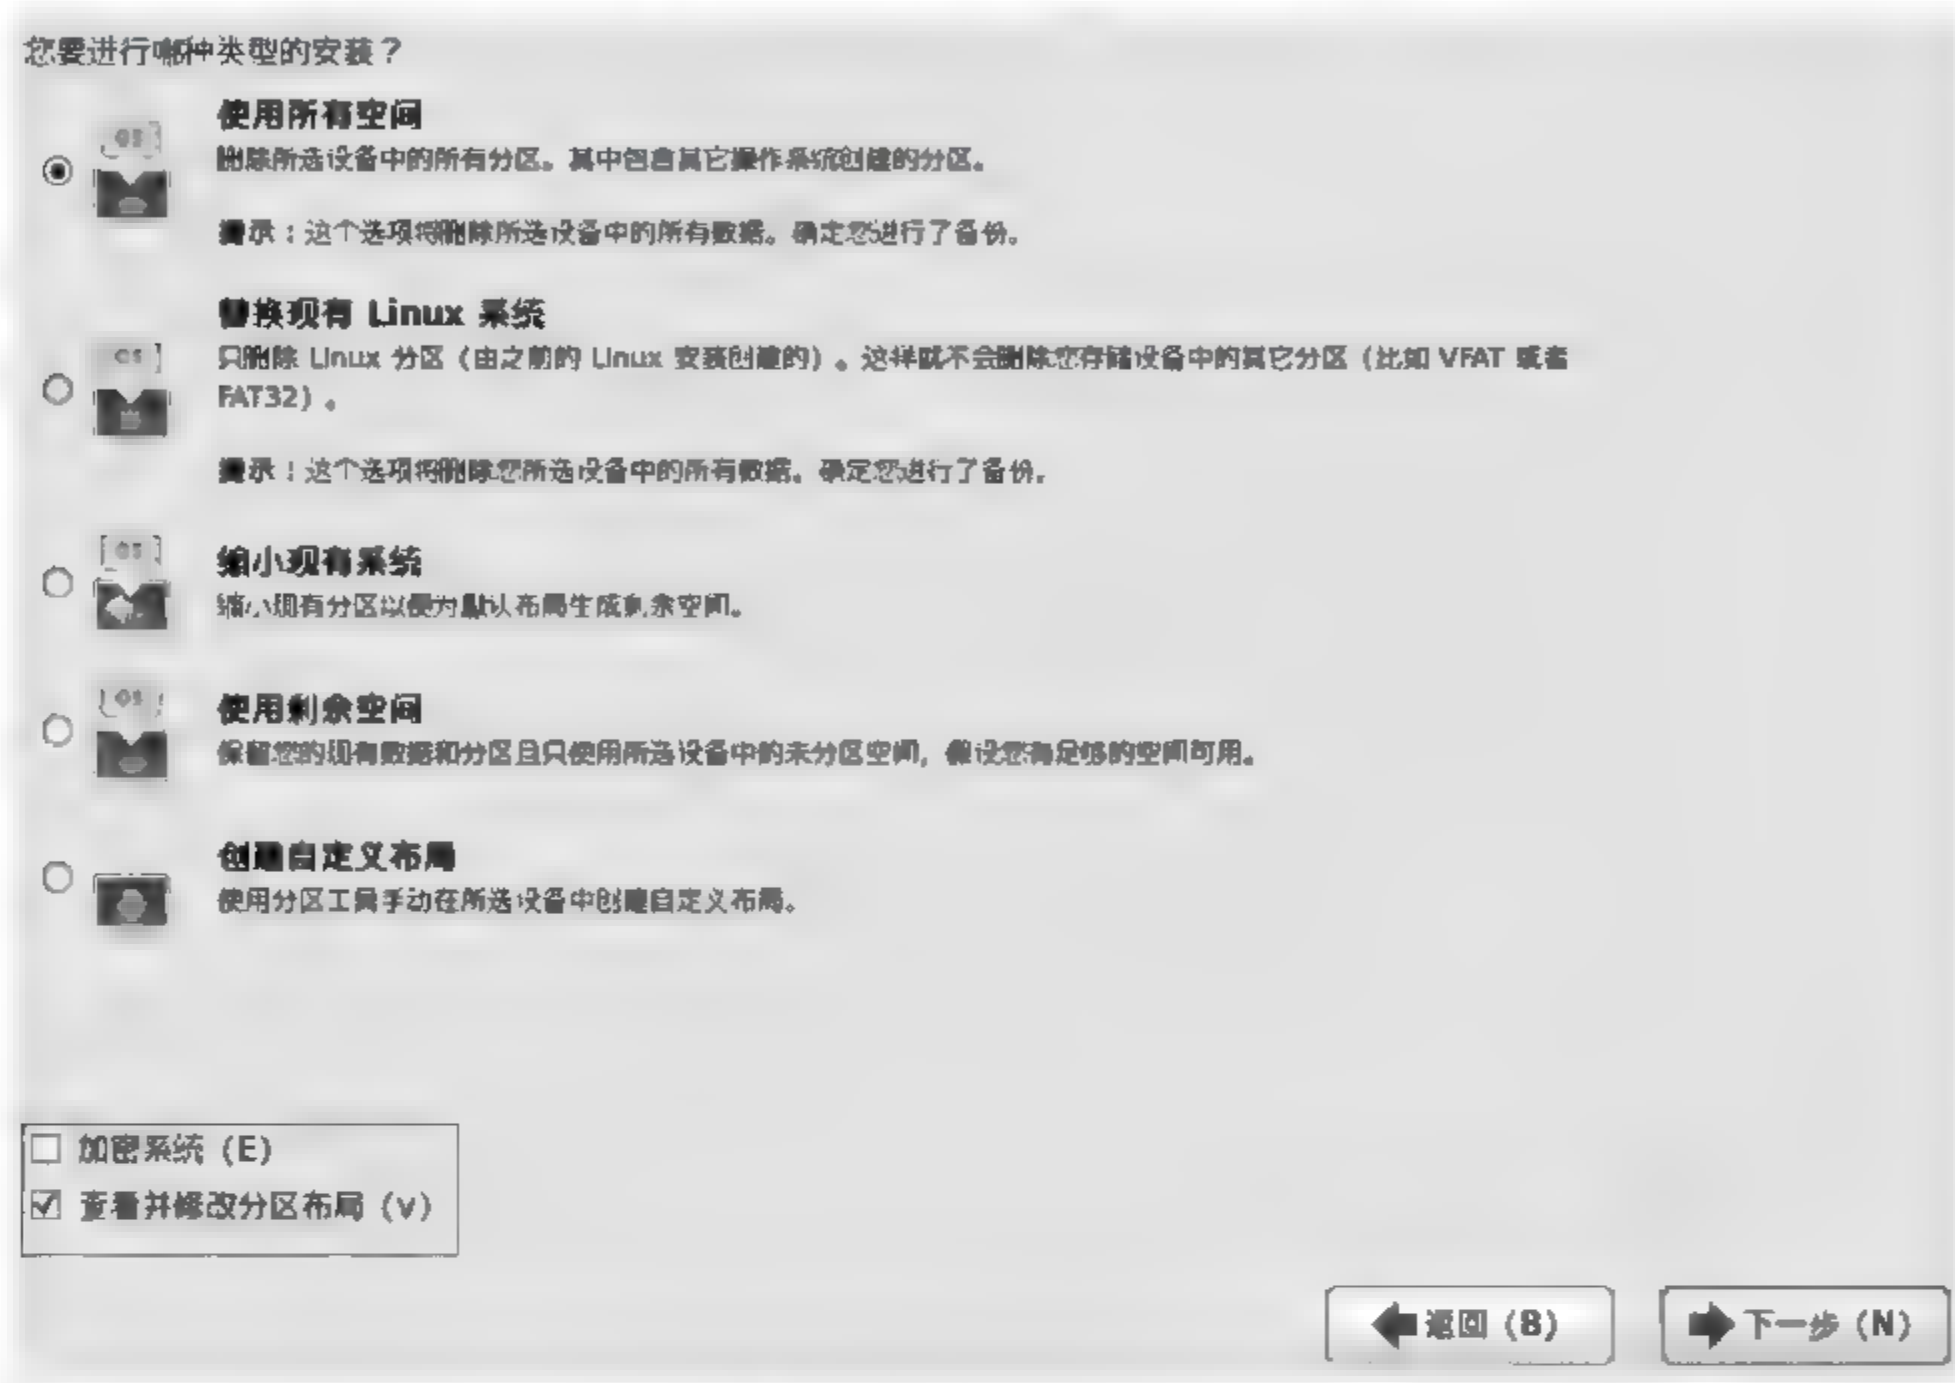 您要进行哪种类型的安装？
使用所有空间
删除所选设备中的所有分区。其中包含其它操作系统创建的分区。
提示：这个选项将删除所选设备中的所有数据。确定您进行了备份。
替换现有 Linux 系统
只删除 Linux 分区（由之前的 Linux 安装创建的）。这样就不会删除您存储设备中的其它分区（比如 VFAT 或者
FAT32）。
提示：这个选项将删除您所选设备中的所有数据。确定您进行了备份。
缩小现有系统
缩小现有分区以便为默认布局生成剩余空间。
使用剩余空间
保留您的现有数据和分区且只使用所选设备中的未分区空间，假设您有足够的空间可用。
创建自定义布局
使用分区工具手动在所选设备中创建自定义布局。
加密系统（E）
查看并修改分区布局（v）
返回（B）
下一步（N）